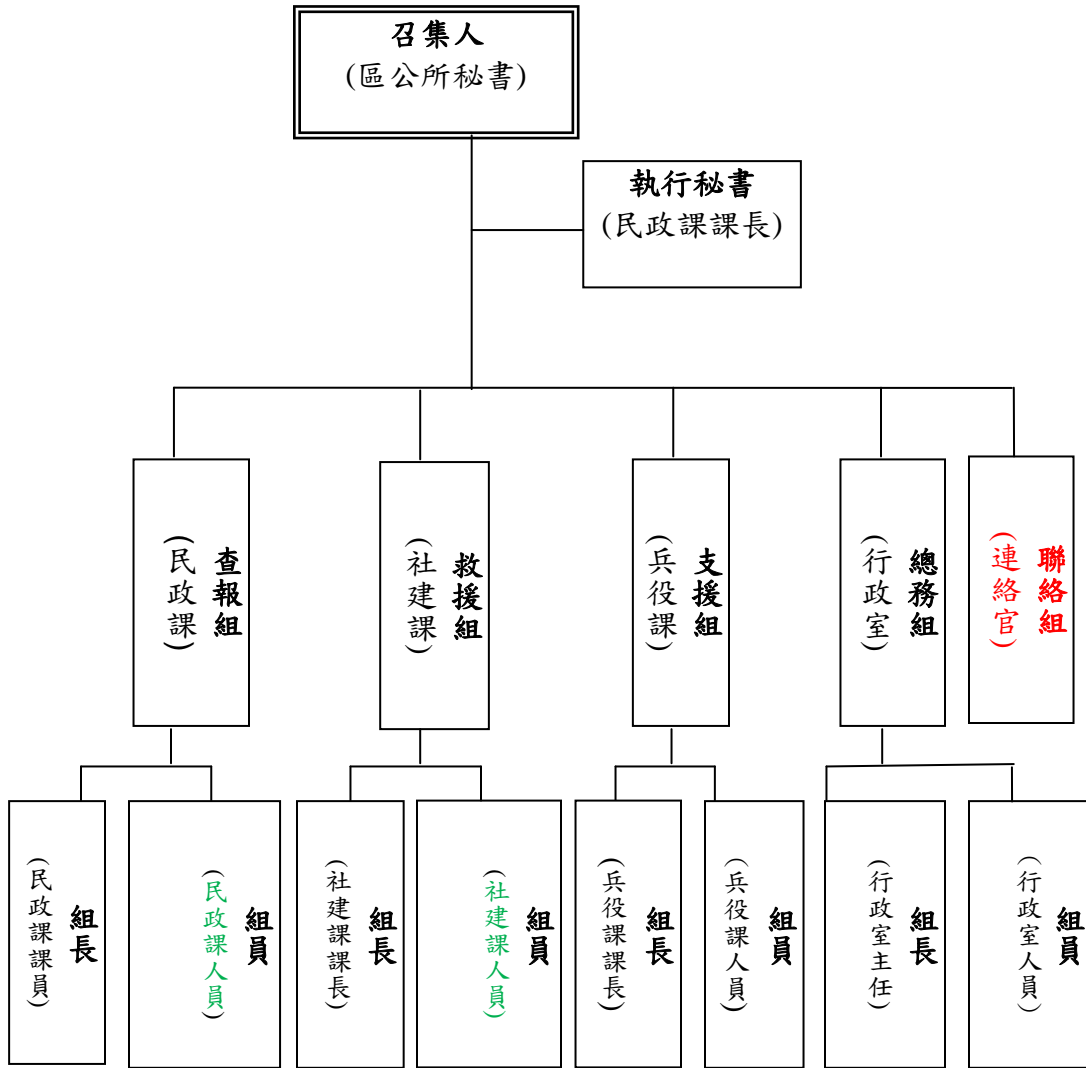 召集人
(區公所秘書)
執行秘書
(民政課課長)
查報組
(民政課)
救援組
(社建課)
支援組
(兵役課)
總務組
(行政室)
聯絡組
(連絡官)
組長
(民政課課員)
組員
(民政課人員)
組長
(社建課課長)
組員
(社建課人員)
組長
(兵役課課長)
組員
(兵役課人員)
組長
(行政室主任)
組員
(行政室人員)